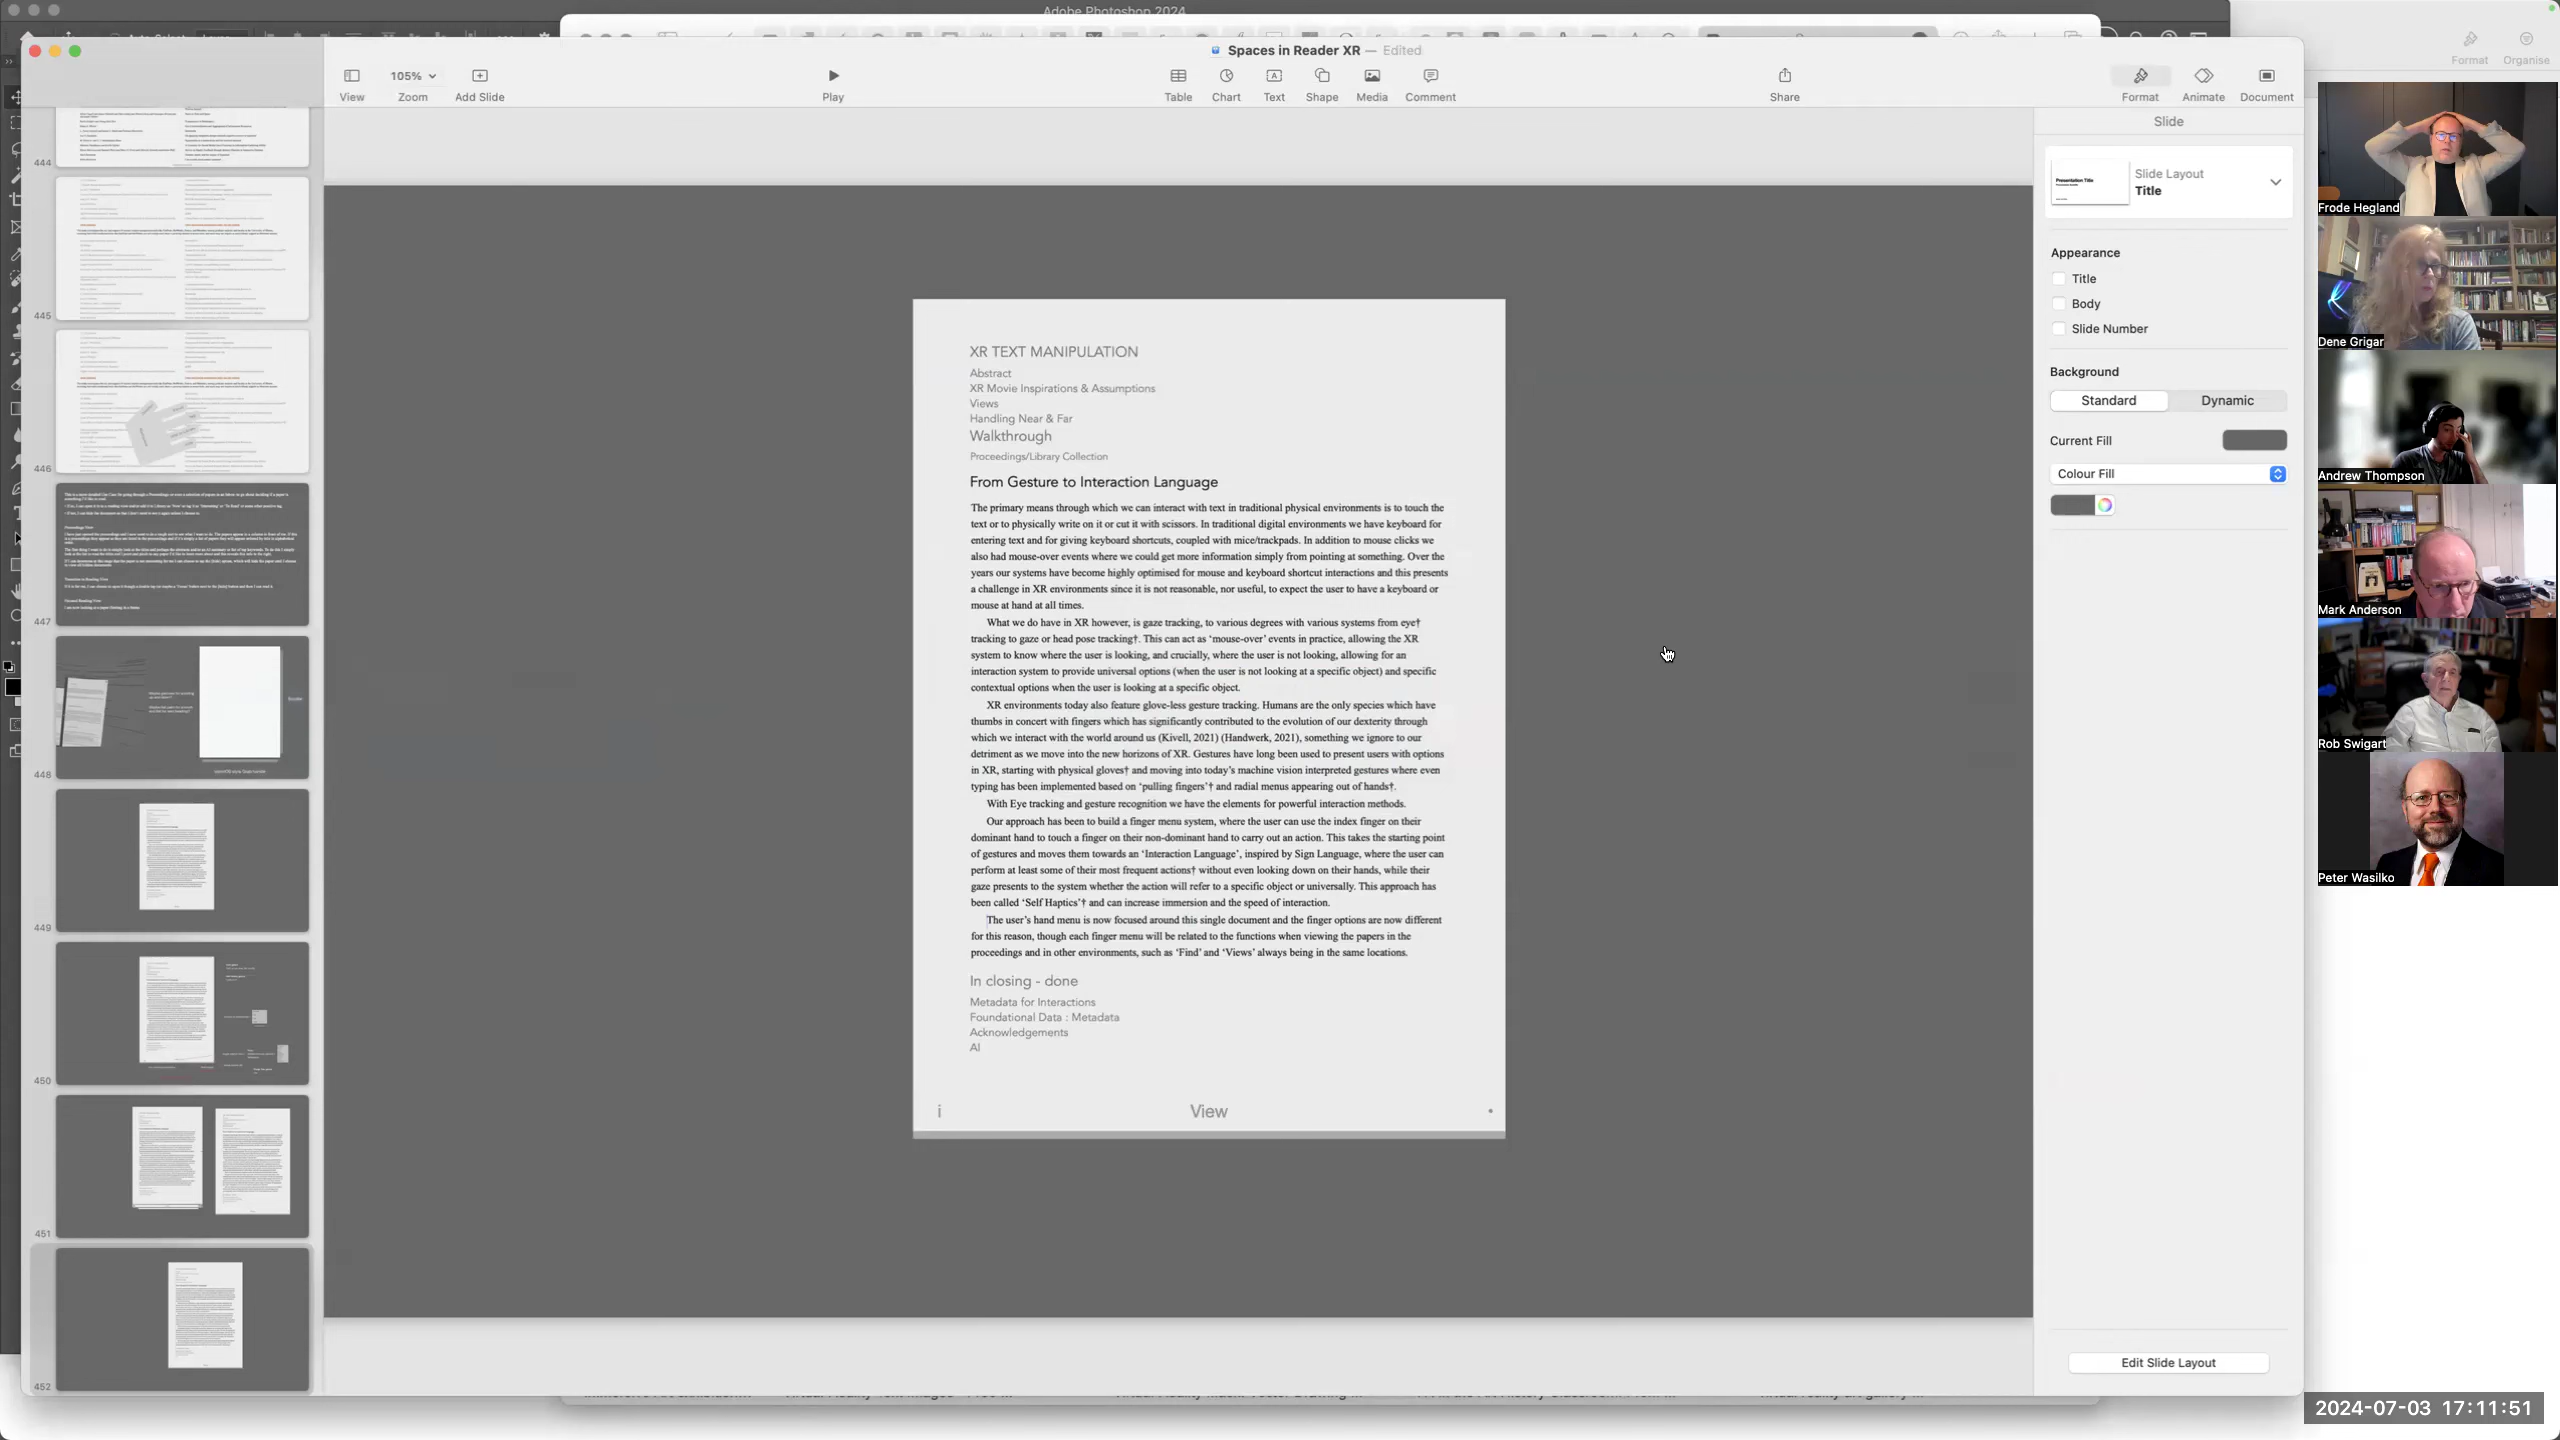 Adobe Photoshop 2024
Spaces in Reader XR — Edited
105%
View
Zoom
Add Slide
Play
Table
Chart
Text
Shape
Media
Comment
Share
Format
Animate
Document
Format
Organise
444
445
446
447
448
449
450
451
452
XR TEXT MANIPULATION
Abstract
XR Movie Inspirations & Assumptions
Views
Handling Near & Far
Walkthrough
Proceedings/Library Collection
From Gesture to Interaction Language
The primary means through which we can interact with text in traditional physical environments is to touch the
text or to physically write on it or cut it with scissors. In traditional digital environments we have keyboard for
entering text and for giving keyboard shortcuts, coupled with mice/trackpads. In addition to mouse clicks we
also had mouse-over events where we could get more information simply from pointing at something. Over the
years our systems have become highly optimised for mouse and keyboard shortcut interactions and this presents
a challenge in XR environments since it is not reasonable, nor useful, to expect the user to have a keyboard or
mouse at hand at all times.
What we do have in XR however, is gaze tracking, to various degrees with various systems from eye†
tracking to gaze or head pose tracking†. This can act as ‘mouse-over’ events in practice, allowing the XR
system to know where the user is looking, and crucially, where the user is not looking, allowing for an
interaction system to provide universal options (when the user is not looking at a specific object) and specific
contextual options when the user is looking at a specific object.
XR environments today also feature glove-less gesture tracking. Humans are the only species which have
thumbs in concert with fingers which has significantly contributed to the evolution of our dexterity through
which we interact with the world around us (Kivell, 2021) (Handwerk, 2021), something we ignore to our
detriment as we move into the new horizons of XR. Gestures have long been used to present users with options
in XR, starting with physical gloves† and moving into today’s machine vision interpreted gestures where even
typing has been implemented based on ‘pulling fingers’† and radial menus appearing out of hands†.
With Eye tracking and gesture recognition we have the elements for powerful interaction methods.
Our approach has been to build a finger menu system, where the user can use the index finger on their
dominant hand to touch a finger on their non-dominant hand to carry out an action. This takes the starting point
of gestures and moves them towards an ‘Interaction Language’, inspired by Sign Language, where the user can
perform at least some of their most frequent actions† without even looking down on their hands, while their
gaze presents to the system whether the action will refer to a specific object or universally. This approach has
been called ‘Self Haptics’† and can increase immersion and the speed of interaction.
The user’s hand menu is now focused around this single document and the finger options are now different
for this reason, though each finger menu will be related to the functions when viewing the papers in the
proceedings and in other environments, such as ‘Find’ and ‘Views’ always being in the same locations.
In closing - done
Metadata for Interactions
Foundational Data : Metadata
Acknowledgements
AI
i
View
•
Slide
Slide Layout
Title
Appearance
Title
Body
Slide Number
Background
Standard
Dynamic
Current Fill
Colour Fill
Edit Slide Layout
Frode Hegland
Dene Grigar
Andrew Thompson
Mark Anderson
Rob Swigart
Peter Wasilko
2024-07-03 17:11:51